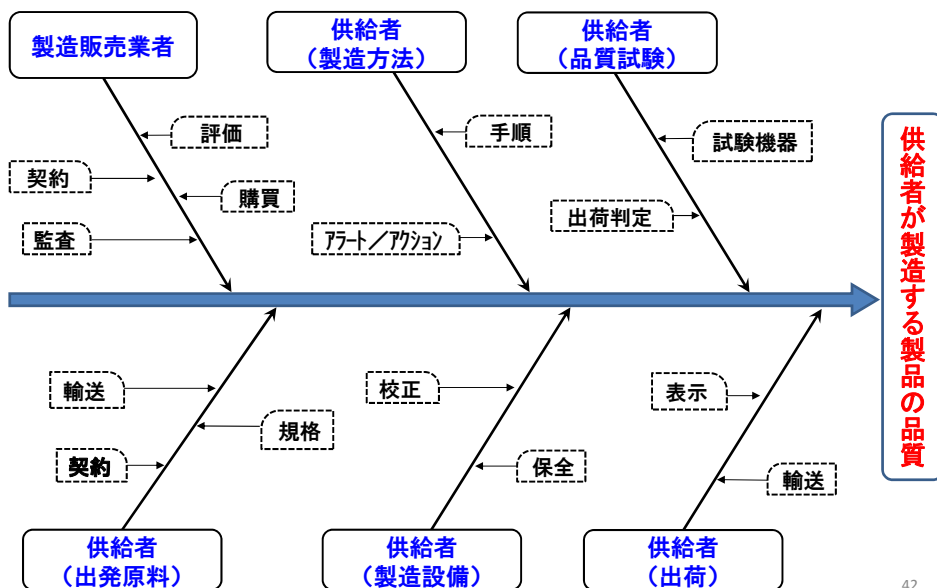 製造販売業者
供給者
（製造方法）
供給者
（品質試験）
評価
手順
試験機器
契約
購買
出荷判定
監査
ｱﾗｰﾄ／ｱｸｼｮﾝ
供給者が製造する製品の品質
輸送
校正
表示
規格
契約
保全
輸送
供給者
（出発原料）
供給者
（製造設備）
供給者
（出荷）
42